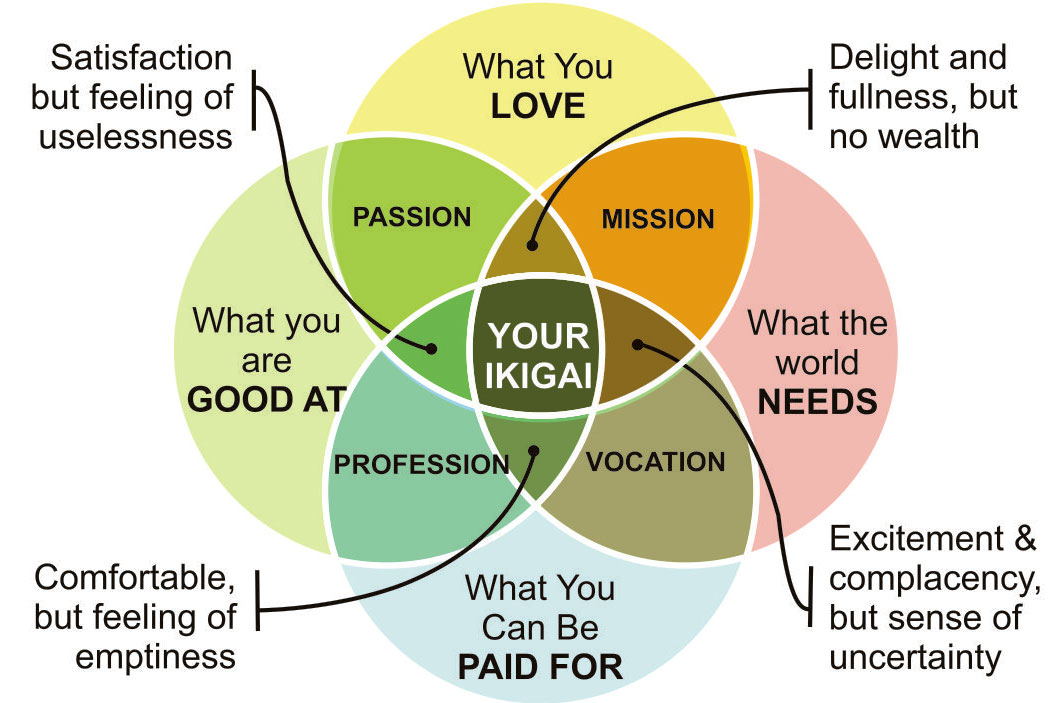 Satisfaction
but feeling of
uselessness
What You
LOVE
Delight and
fullness, but
no wealth
PASSION
MISSION
What you
are
GOOD AT
YOUR
IKIGAI
What the
world
NEEDS
PROFESSION
VOCATION
Comfortable,
but feeling of
emptiness
What You
Can Be
PAID FOR
Excitement &
complacency,
but sense of
uncertainty